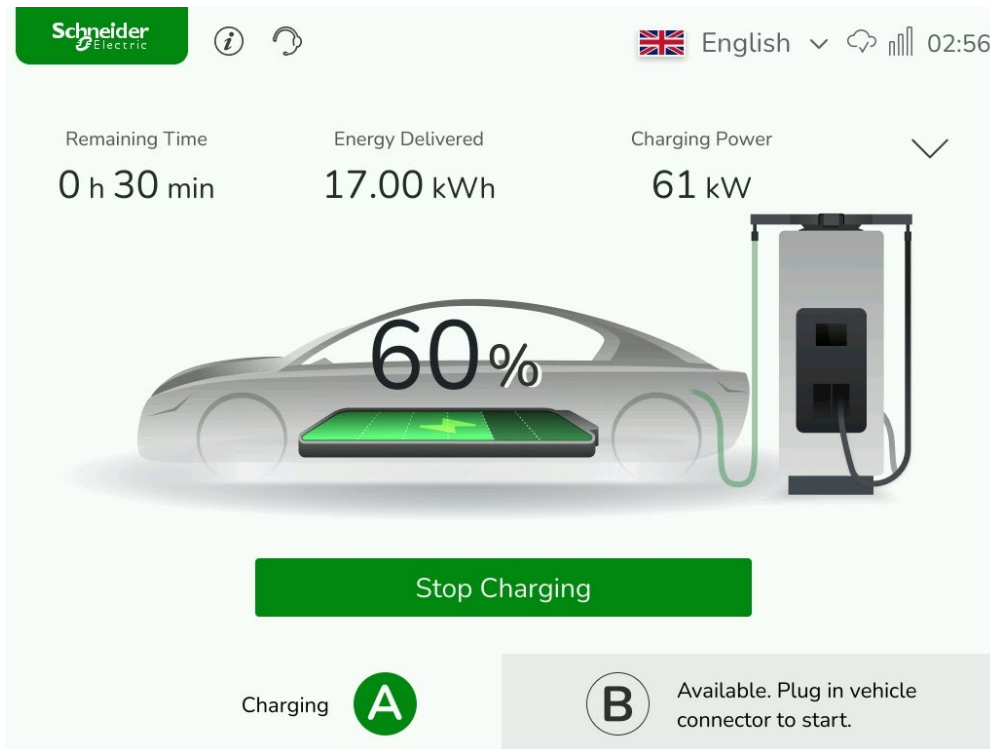 Schneider
Electric
i
English
02:56
Remaining Time
Energy Delivered
Charging Power
0 h 30 min
17.00 kWh
61 kW
60%
Stop Charging
Charging
A
B
Available. Plug in vehicle
connector to start.